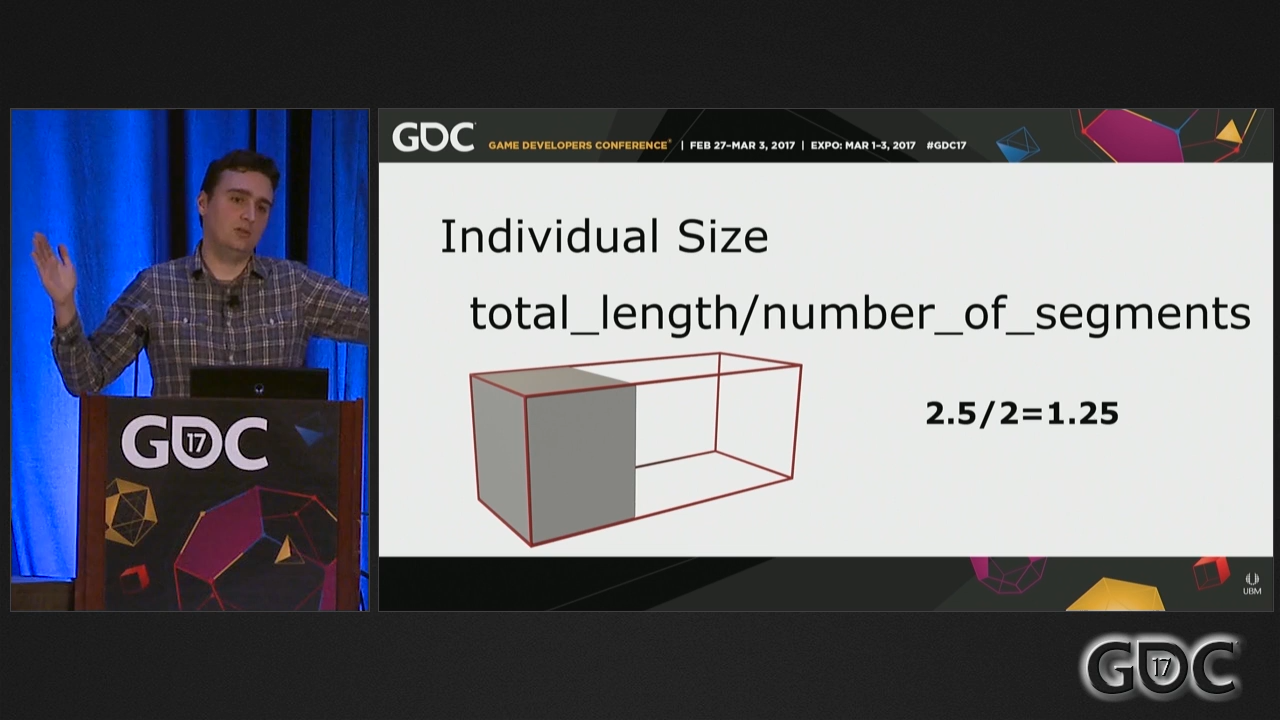 GDC
GAME DEVELOPERS CONFERENCE® | FEB 27–MAR 3, 2017 | EXPO: MAR 1–3, 2017 #GDC17
Individual Size
total_length/number_of_segments
2.5/2=1.25
GDC
17
UBM
GDC
17